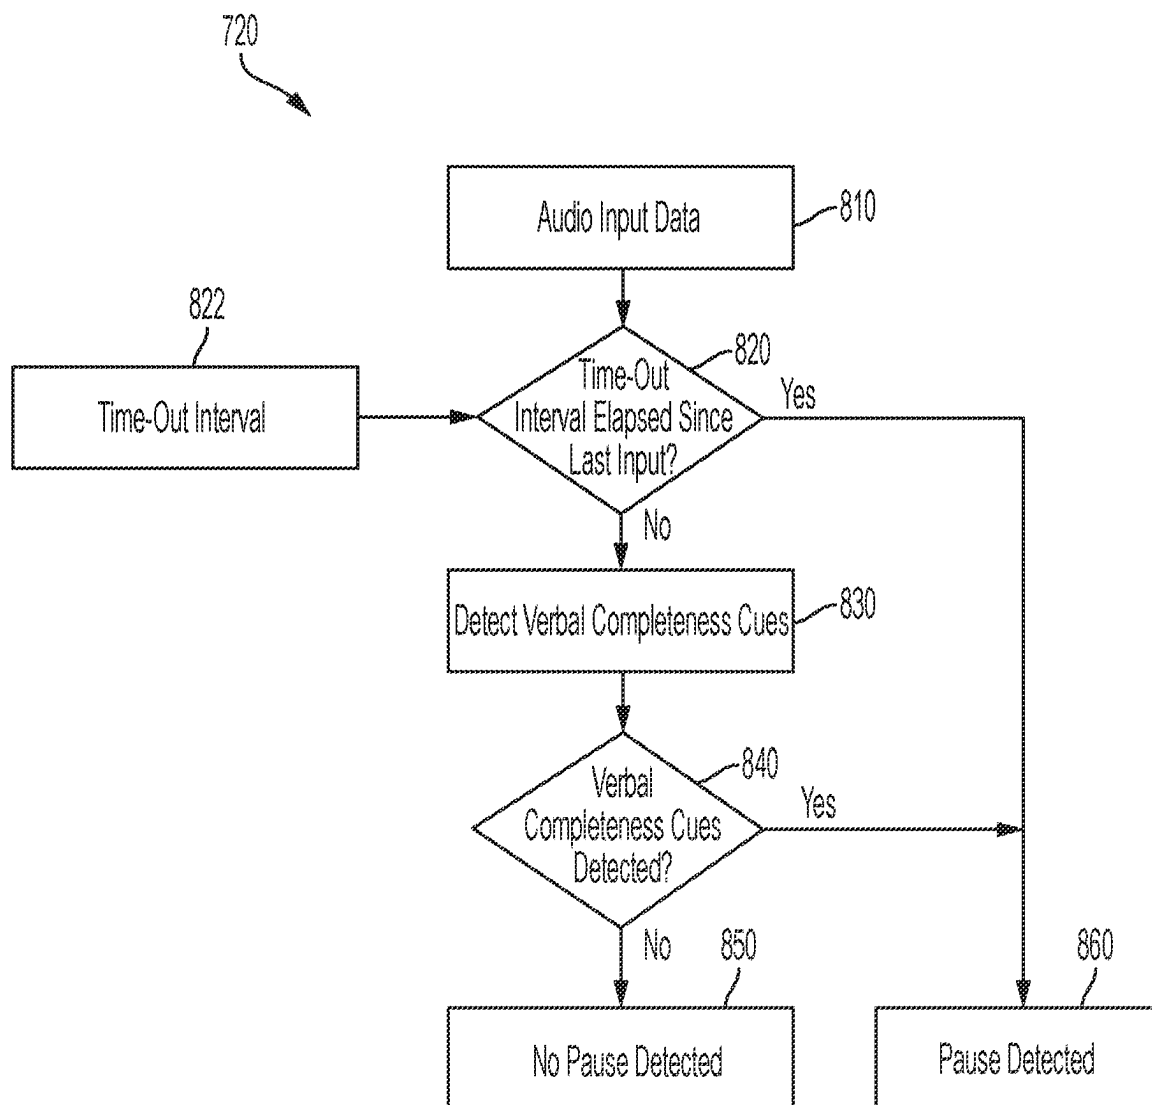 720
Audio Input Data
810
822
Time-Out Interval
820
Time-Out
Interval Elapsed Since
Last Input?
Yes
No
Detect Verbal Completeness Cues
830
840
Verbal
Completeness Cues
Detected?
Yes
No
850
No Pause Detected
860
Pause Detected